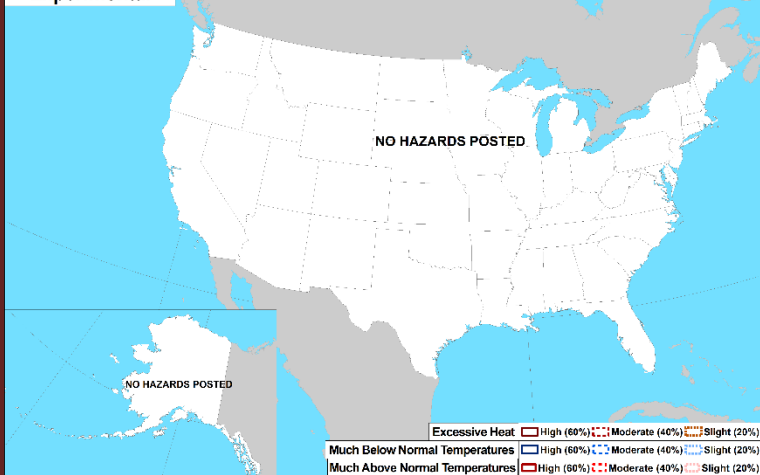 NO HAZARDS POSTED
NO HAZARDS POSTED
Excessive Heat High (60%) Moderate (40%) Slight (20%)
Much Below Normal Temperatures High (60%) Moderate (40%) Slight (20%)
Much Above Normal Temperatures High (60%) Moderate (40%) Slight (20%)